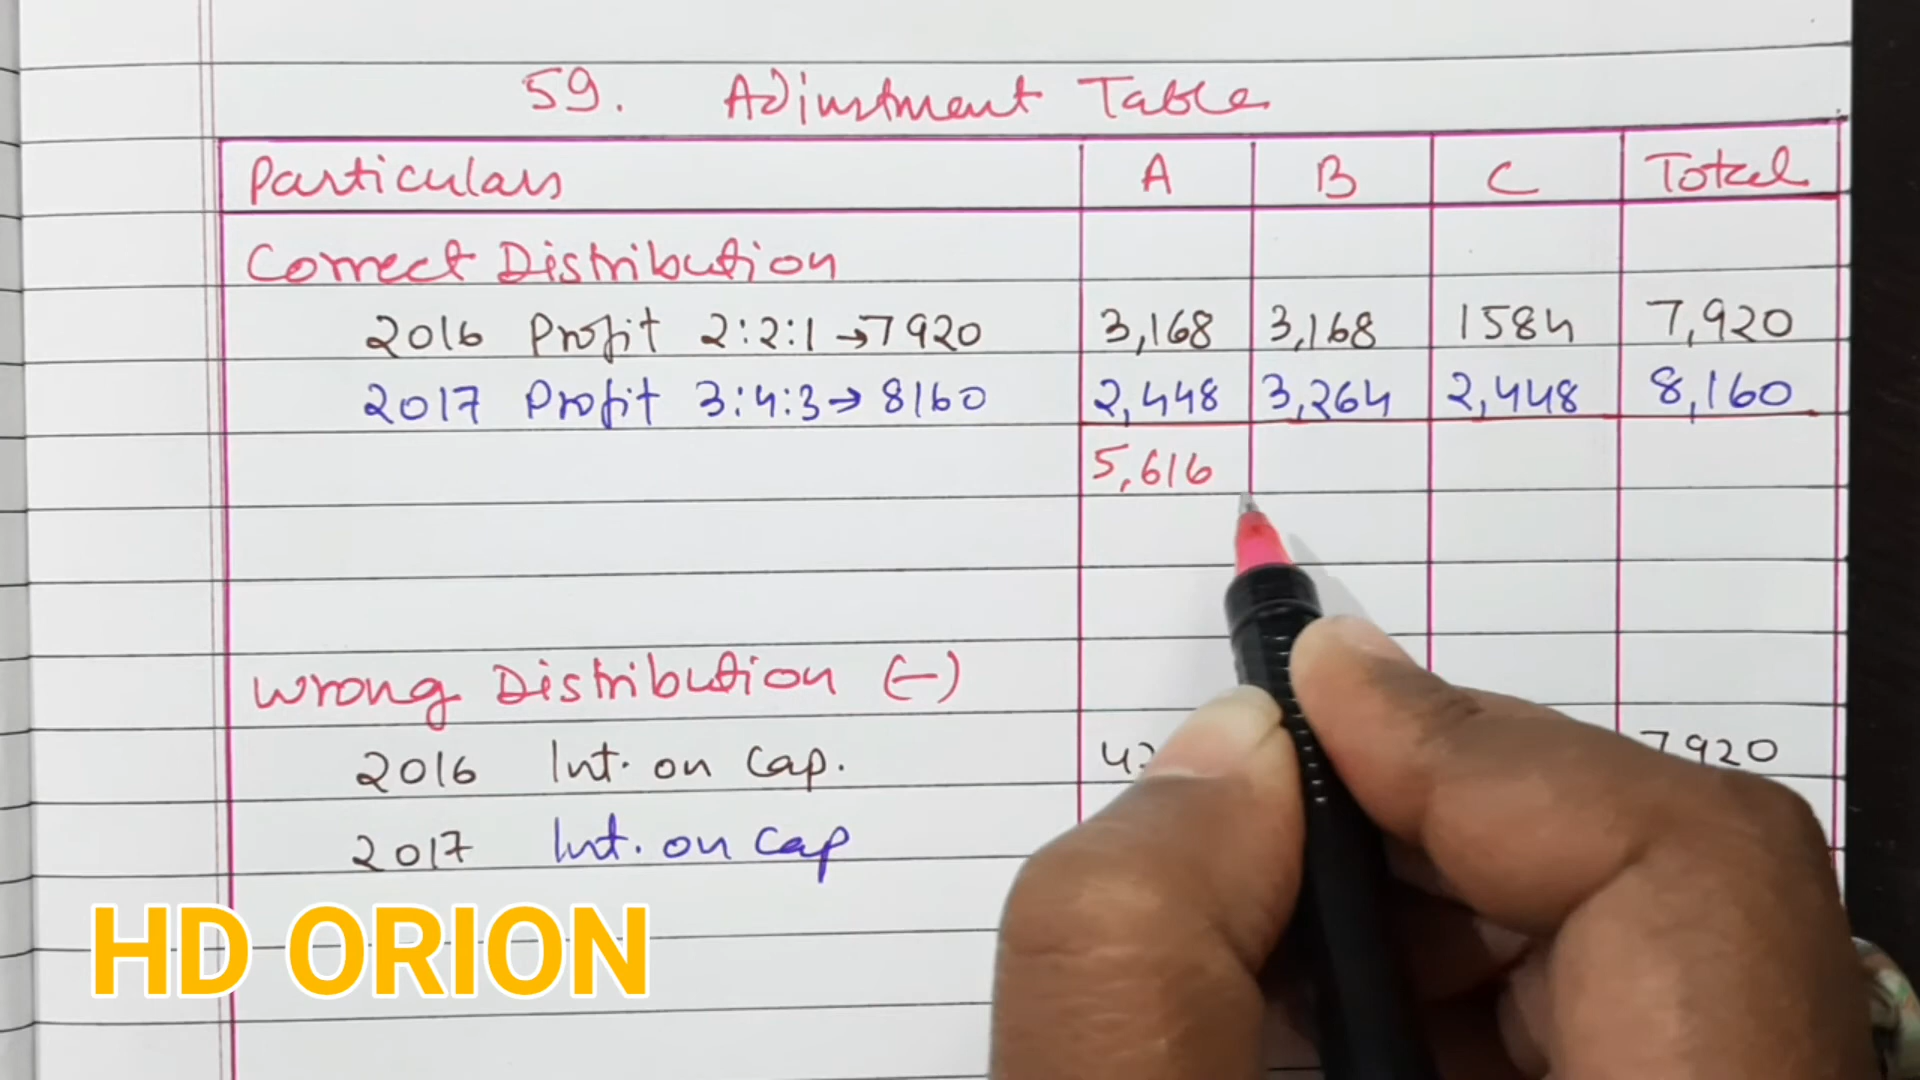 59. Adjustment Table
Particulars A B C Total
Correct Distribution
2016 Profit 2:2:1 → 7920 3,168 3,168 1584 7,920
2017 Profit 3:4:3 → 8160 2,448 3,264 2,448 8,160
5,616
Wrong Distribution (-)
2016 Int. on Cap. 7920
2017 Int. on Cap
HD ORION